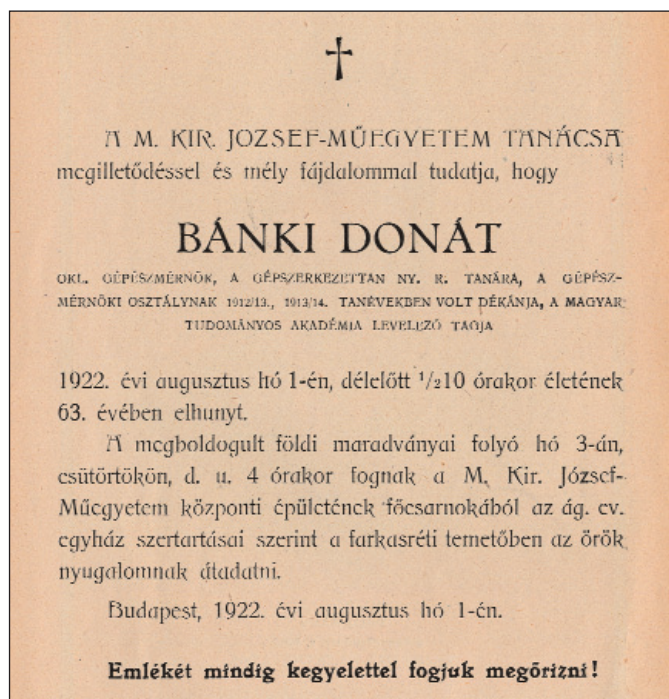 A M. KIR. JOZSEF-MŰEGYETEM TANÁCSA
megilletődéssel és mély fájdalommal tudatja, hogy
BÁNKI DONÁT
OKL. GÉPÉSZMÉRNÖK, A GÉPSZERKEZETTAN NY. R. TANÁRA, A GÉPÉSZ-
MÉRNÖKI OSZTÁLYNAK 1912/13., 1913/14. TANÉVEKBEN VOLT DÉKÁNJA, A MAGYAR
TUDOMÁNYOS AKADÉMIA LEVELEZŐ TAGJA
1922. évi augusztus hó 1-én, délelőtt 1/210 órakor életének
63. évében elhunyt.
A megboldogult földi maradványai folyó hó 3-án,
csütörtökön, d. u. 4 órakor fognak a M. Kir. József-
Műegyetem központi épületének főcsarnokából az ág. ev.
egyház szertartásai szerint a farkasréti temetőben az örök
nyugalomnak átadatni.
Budapest, 1922. évi augusztus hó 1-én.
Emlékét mindig kegyelettel fogjuk megőrizni!